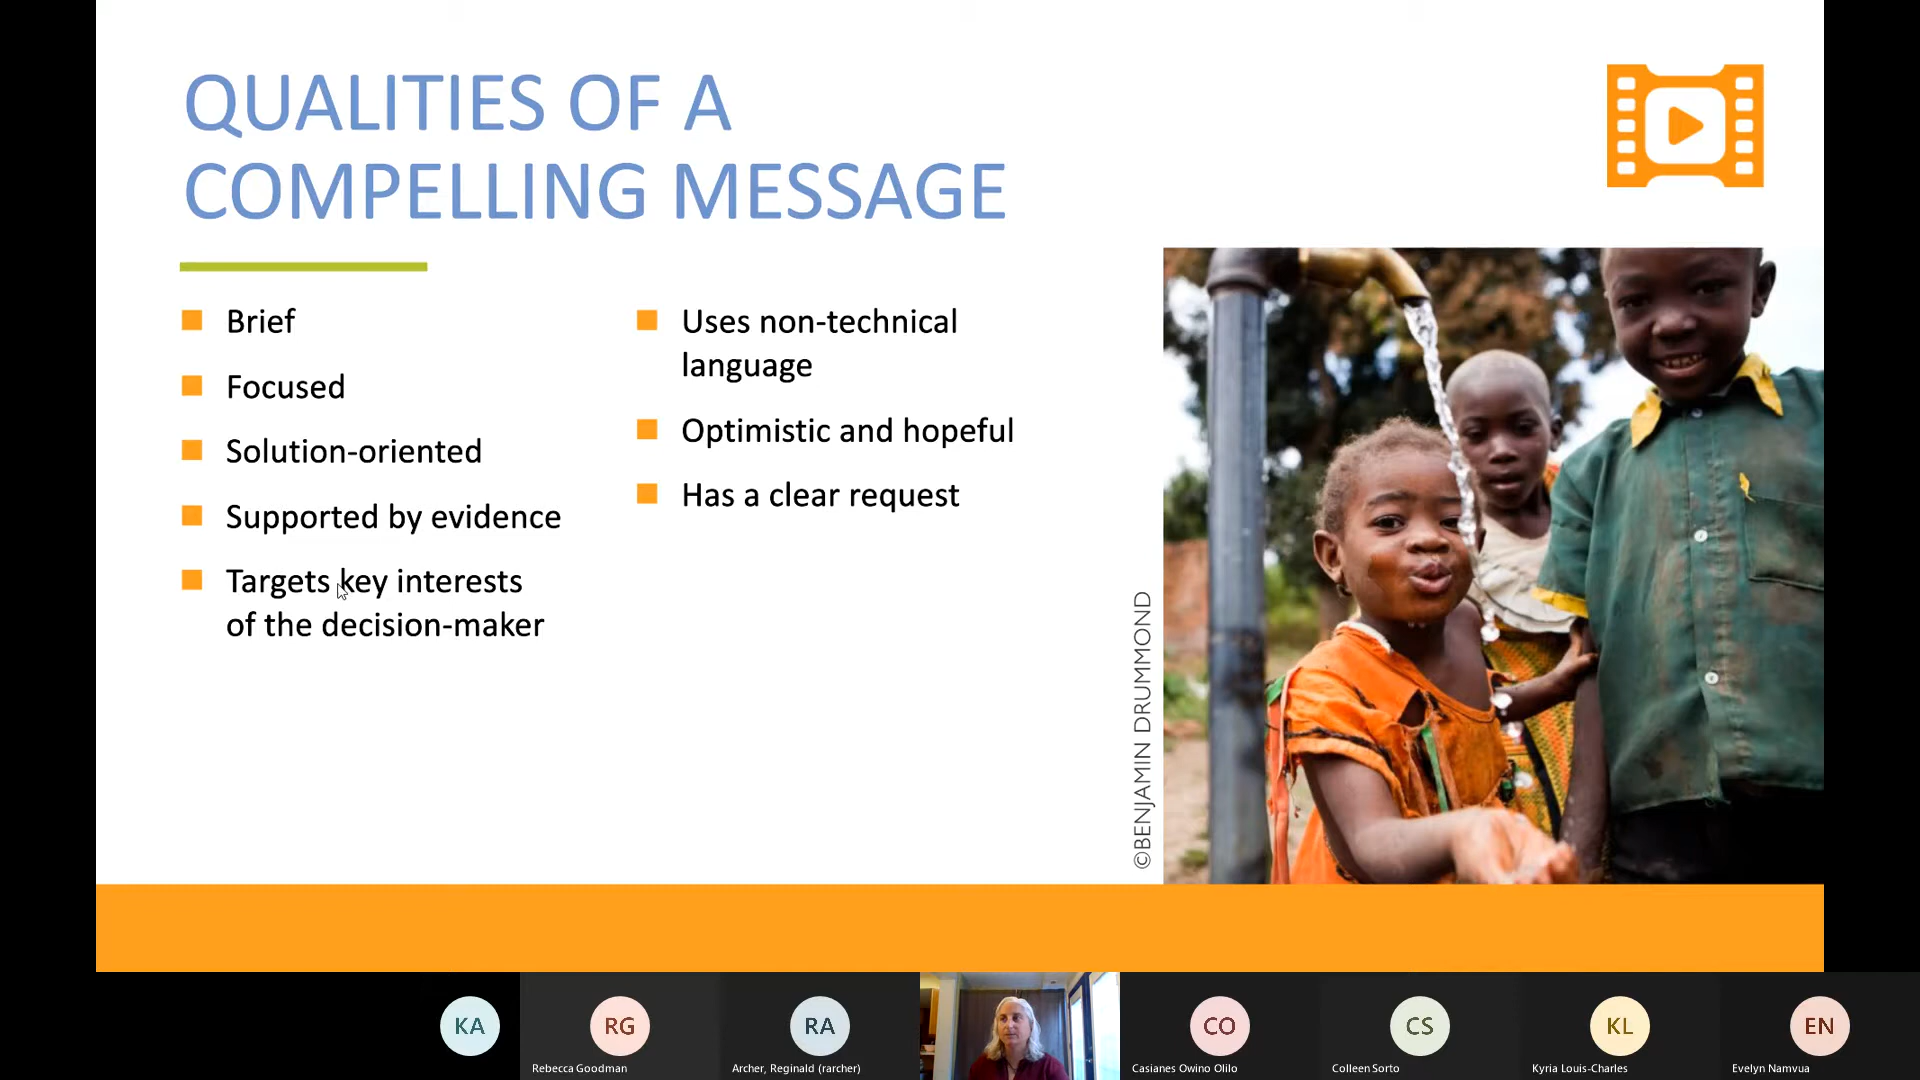 QUALITIES OF A
COMPELLING MESSAGE
Brief
Focused
Solution-oriented
Supported by evidence
Targets key interests
of the decision-maker
Uses non-technical
language
Optimistic and hopeful
Has a clear request
©BENJAMIN DRUMMOND
KA
RG
Rebecca Goodman
RA
Archer, Reginald (rarcher)
CO
Casianes Owino Olilo
CS
Colleen Sorto
KL
Kyria Louis-Charles
EN
Evelyn Namvua